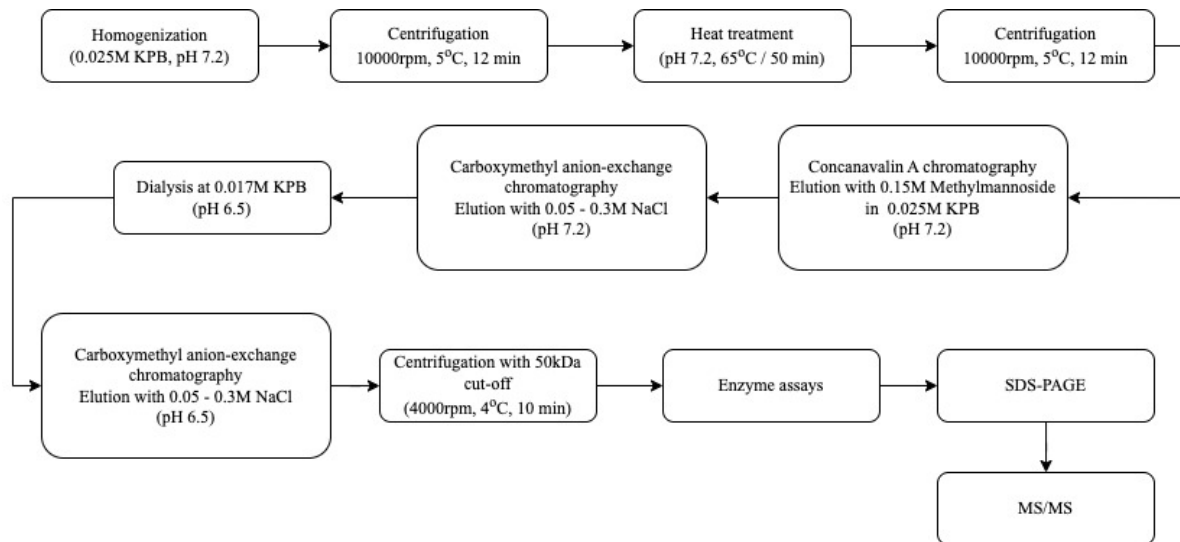 Homogenization
(0.025M KPB, pH 7.2)
Centrifugation
10000rpm, 5°C, 12 min
Heat treatment
(pH 7.2, 65°C / 50 min)
Centrifugation
10000rpm, 5°C, 12 min
Concanavalin A chromatography
Elution with 0.15M Methylmannoside
in 0.025M KPB
(pH 7.2)
Carboxymethyl anion-exchange
chromatography
Elution with 0.05 - 0.3M NaCl
(pH 7.2)
Dialysis at 0.017M KPB
(pH 6.5)
Carboxymethyl anion-exchange
chromatography
Elution with 0.05 - 0.3M NaCl
(pH 6.5)
Centrifugation with 50kDa
cut-off
(4000rpm, 4°C, 10 min)
Enzyme assays
SDS-PAGE
MS/MS